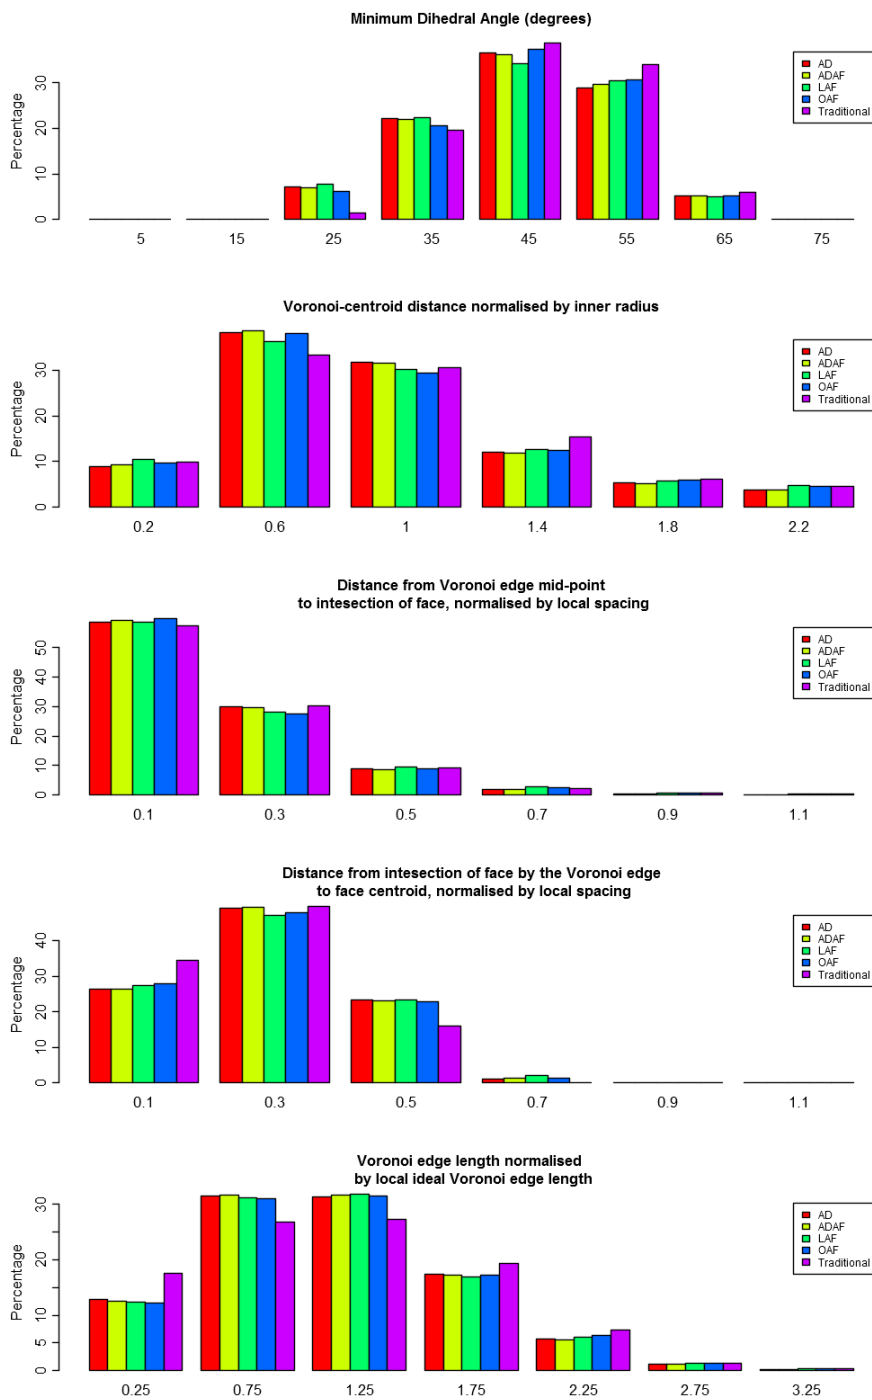 Minimum Dihedral Angle (degrees)
Percentage
0 10 20 30
5 15 25 35 45 55 65 75
AD
ADAF
LAF
OAF
Traditional
Voronoi-centroid distance normalised by inner radius
Percentage
0 10 20 30
0.2 0.6 1 1.4 1.8 2.2
AD
ADAF
LAF
OAF
Traditional
Distance from Voronoi edge mid-point
to intesection of face, normalised by local spacing
Percentage
0 10 20 30 40 50
0.1 0.3 0.5 0.7 0.9 1.1
AD
ADAF
LAF
OAF
Traditional
Distance from intesection of face by the Voronoi edge
to face centroid, normalised by local spacing
Percentage
0 10 20 30 40
0.1 0.3 0.5 0.7 0.9 1.1
AD
ADAF
LAF
OAF
Traditional
Voronoi edge length normalised
by local ideal Voronoi edge length
Percentage
0 5 10 20 30
0.25 0.75 1.25 1.75 2.25 2.75 3.25
AD
ADAF
LAF
OAF
Traditional